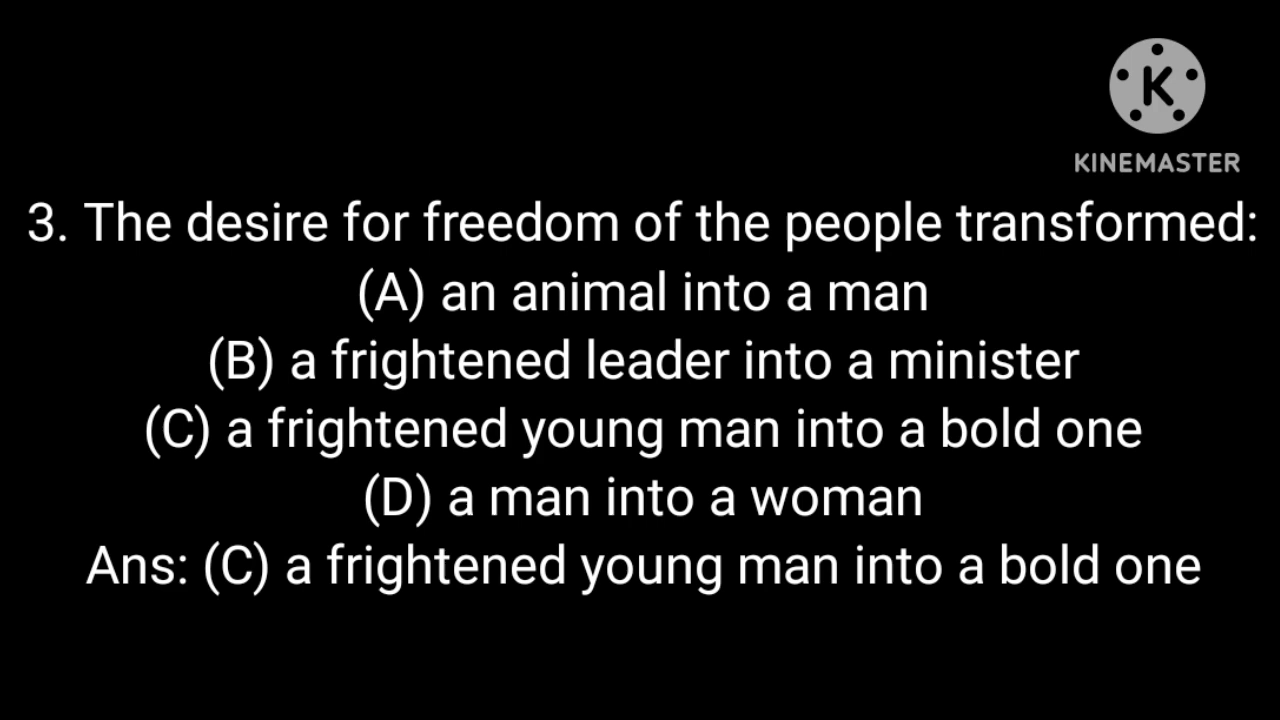 K
KINEMASTER
3. The desire for freedom of the people transformed:
(A) an animal into a man
(B) a frightened leader into a minister
(C) a frightened young man into a bold one
(D) a man into a woman
Ans: (C) a frightened young man into a bold one